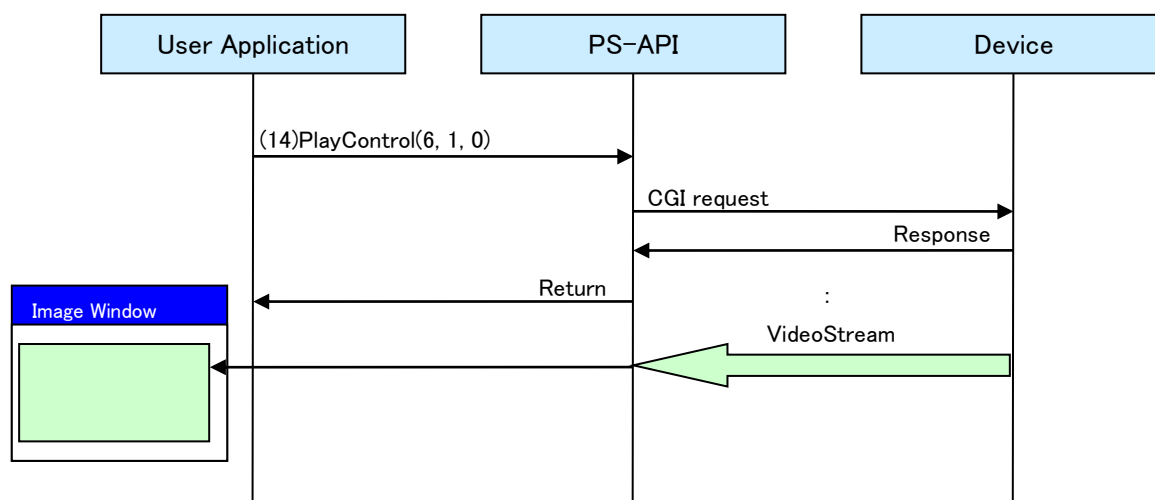 User Application
PS-API
Device
(14)PlayControl(6, 1, 0)
CGI request
Response
Return
:
Image Window
VideoStream